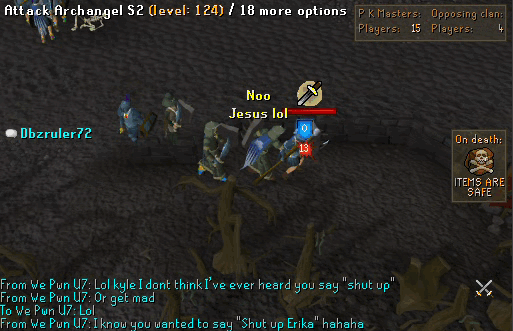 Attack Archangel S2 (level: 124) / 18 more options
P K Masters: Opposing clan:
Players: 15 Players: 4
Noo
Jesus lol
Dbzruler72
0
13
On death:
ITEMS ARE
SAFE
From We Pwn U7: Lol kyle I dont think I've ever heard you say "shut up"
From We Pwn U7: Or get mad
To We Pwn U7: Lol
From We Pwn U7: I know you wanted to say "Shut up Erika" hahaha